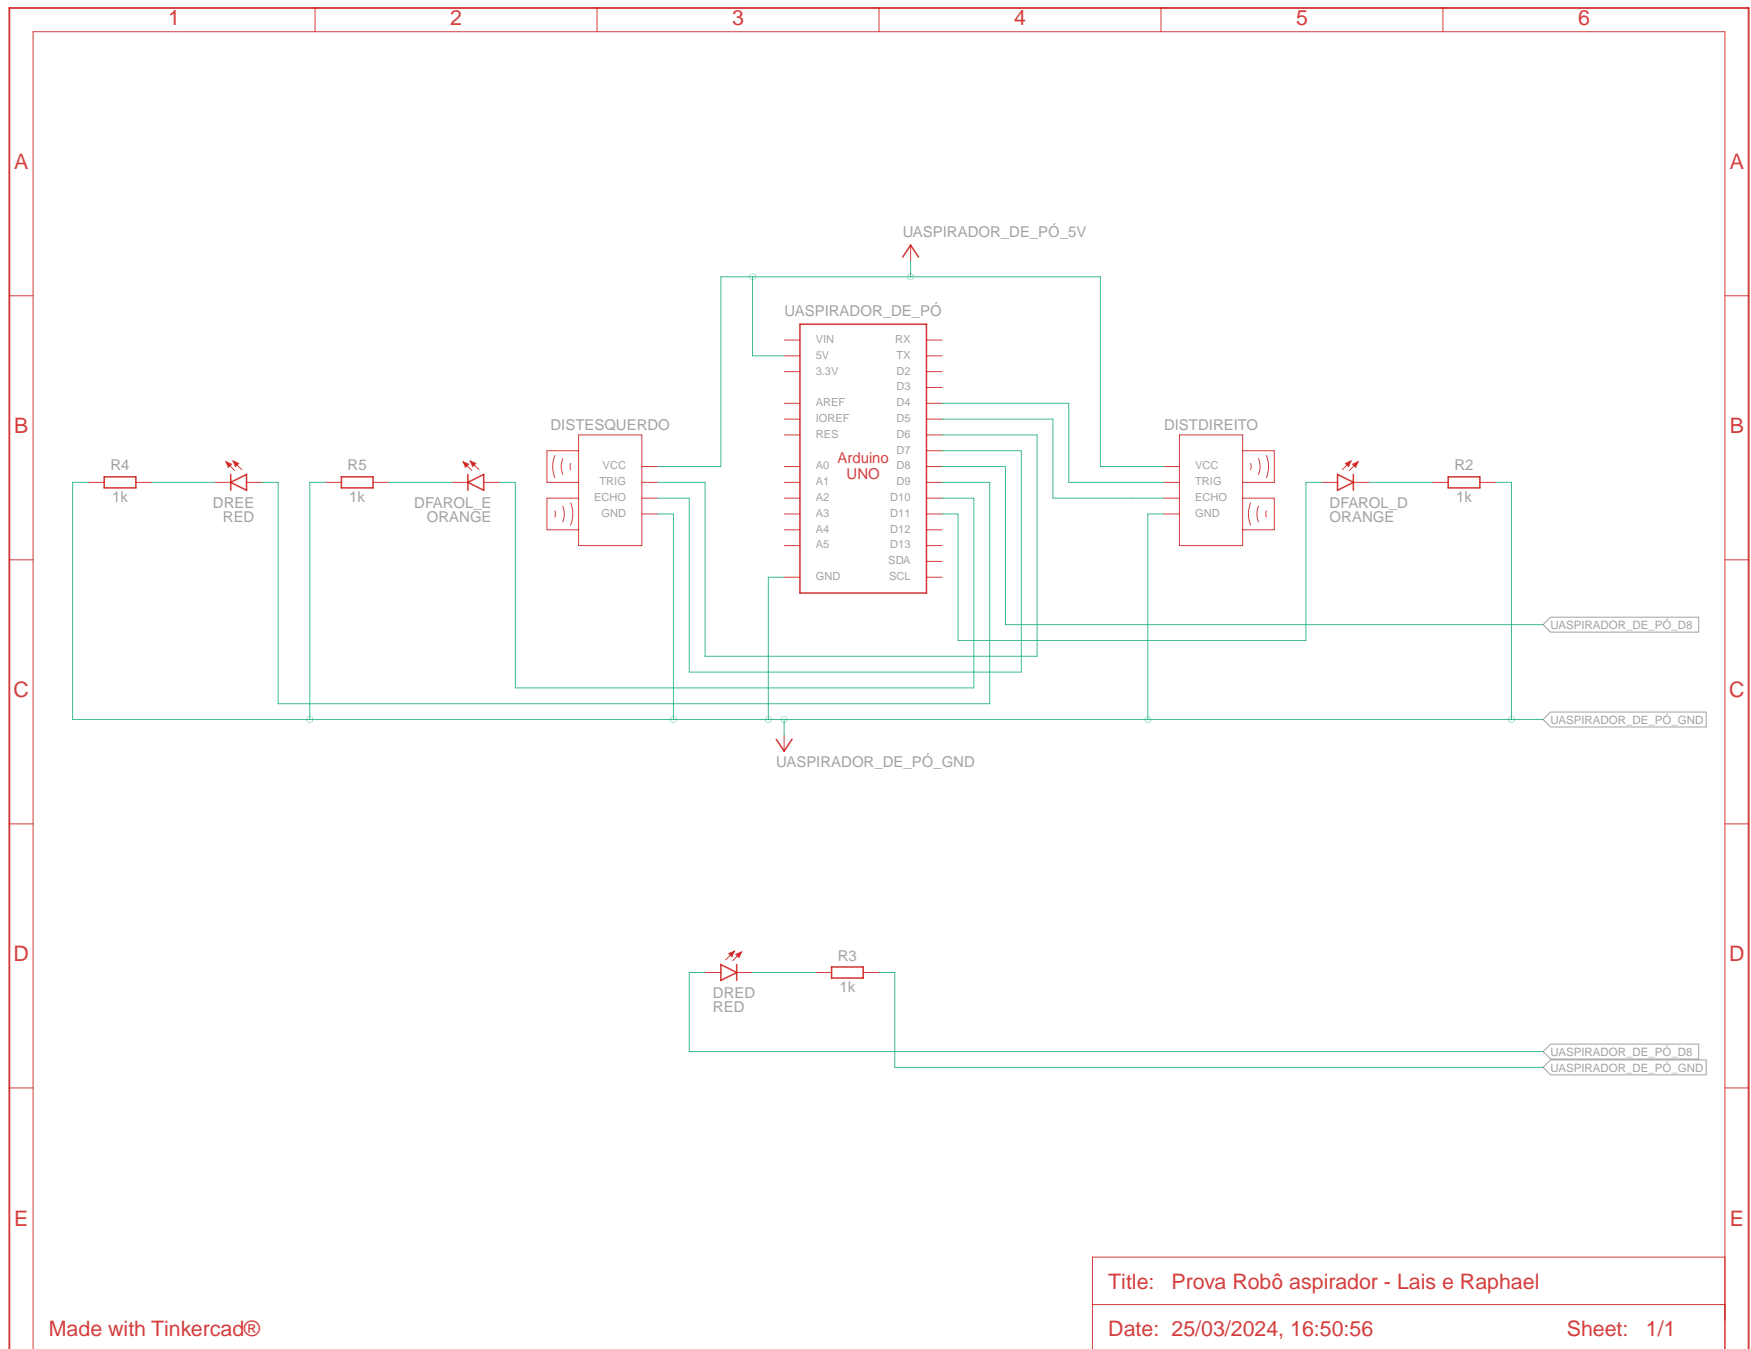 1 2 3 4 5 6
A A
UASPIRADOR_DE_PÓ_5V
UASPIRADOR_DE_PÓ
VIN RX
5V TX
3.3V D2
D3
AREF D4
IOREF D5
RES D6
D7
A0 D8
A1 D9
A2 D10
A3 D11
A4 D12
A5 D13
SDA
GND SCL
Arduino
UNO
B B
DISTESQUERDO
VCC
TRIG
ECHO
GND
DISTDIREITO
VCC
TRIG
ECHO
GND
R4
1k
DREE
RED
R5
1k
DFAROL_E
ORANGE
DFAROL_D
ORANGE
R2
1k
UASPIRADOR_DE_PÓ_D8
C C
UASPIRADOR_DE_PÓ_GND
UASPIRADOR_DE_PÓ_GND
D D
DRED
RED
R3
1k
UASPIRADOR_DE_PÓ_D8
UASPIRADOR_DE_PÓ_GND
E E
Title: Prova Robô aspirador - Lais e Raphael
Made with Tinkercad®
Date: 25/03/2024, 16:50:56 Sheet: 1/1